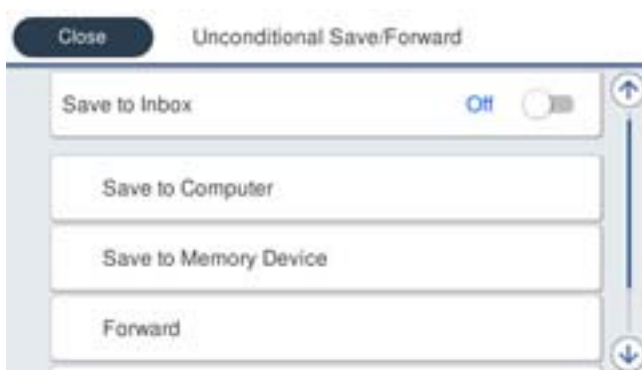 Close Unconditional Save/Forward
Save to Inbox Off
Save to Computer
Save to Memory Device
Forward